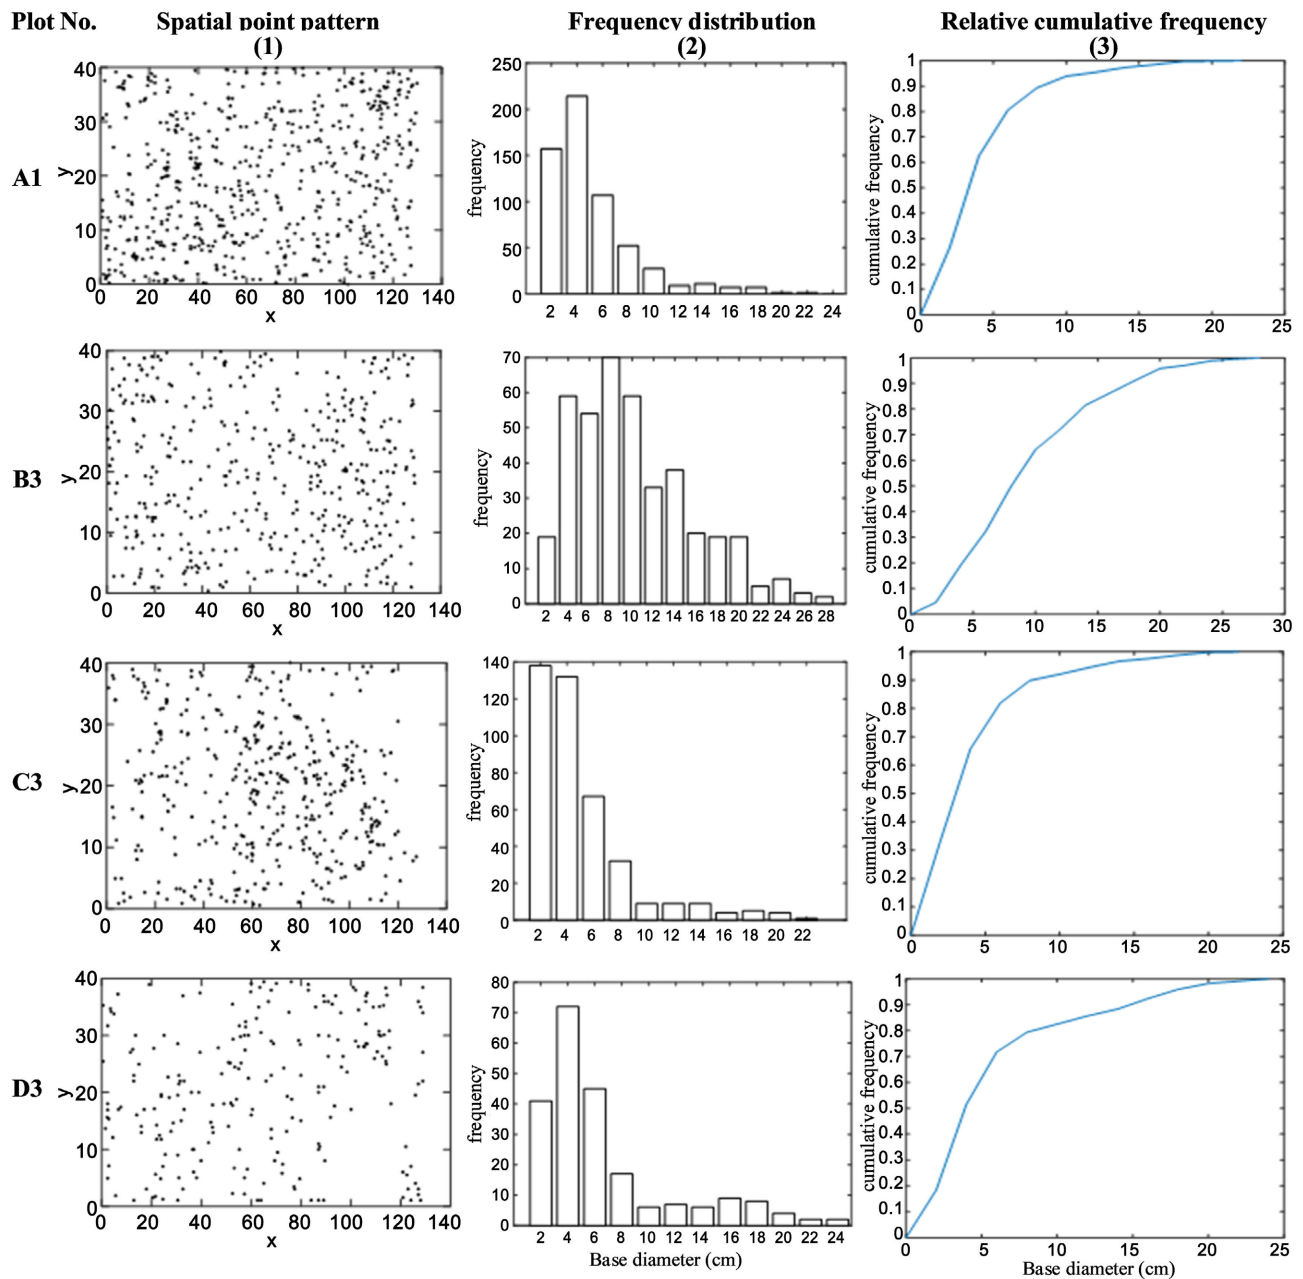 Plot No. Spatial point pattern Frequency distribution Relative cumulative frequency
(1) (2) (3)
A1
y
40
30
20
10
0
0 20 40 60 80 100 120 140
x
frequency
250
200
150
100
50
0
2 4 6 8 10 12 14 16 18 20 22 24
cumulative frequency
1
0.9
0.8
0.7
0.6
0.5
0.4
0.3
0.2
0.1
0
0 5 10 15 20 25
B3
y
40
30
20
10
0
0 20 40 60 80 100 120 140
x
frequency
70
60
50
40
30
20
10
0
2 4 6 8 10 12 14 16 18 20 22 24 26 28
cumulative frequency
1
0.9
0.8
0.7
0.6
0.5
0.4
0.3
0.2
0.1
0
0 5 10 15 20 25 30
C3
y
40
30
20
10
0
0 20 40 60 80 100 120 140
x
frequency
140
120
100
80
60
40
20
0
2 4 6 8 10 12 14 16 18 20 22
cumulative frequency
1
0.9
0.8
0.7
0.6
0.5
0.4
0.3
0.2
0.1
0
0 5 10 15 20 25
D3
y
40
30
20
10
0
0 20 40 60 80 100 120 140
x
frequency
80
70
60
50
40
30
20
10
0
2 4 6 8 10 12 14 16 18 20 22 24
Base diameter (cm)
cumulative frequency
1
0.9
0.8
0.7
0.6
0.5
0.4
0.3
0.2
0.1
0
0 5 10 15 20 25
Base diameter (cm)